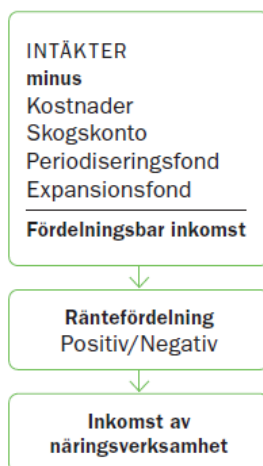 INTÄKTER
minus
Kostnader
Skogskonto
Periodiseringsfond
Expansionsfond
Fördelningsbar inkomst
Räntefördelning
Positiv/Negativ
Inkomst av
näringsverksamhet